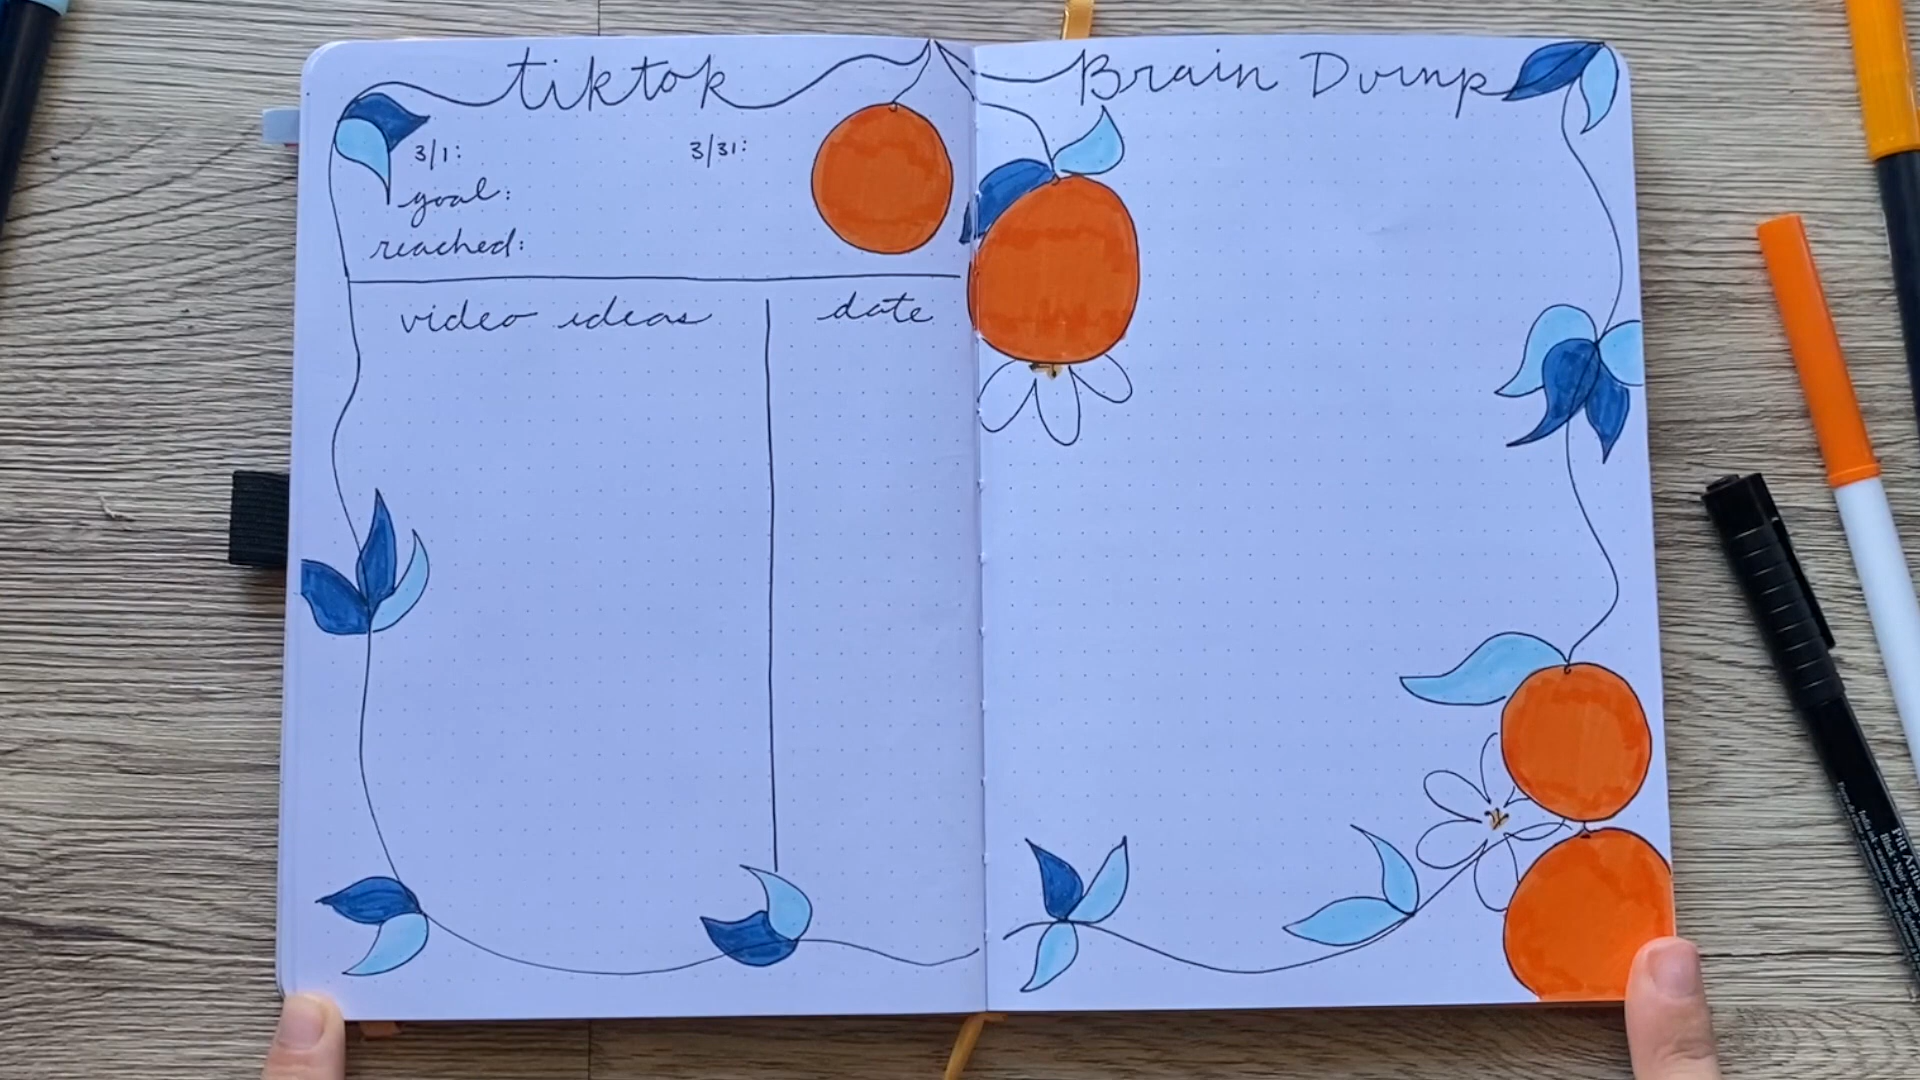 tiktok
3/1: 3/31:
goal:
reached:
video ideas date
Brain Dump